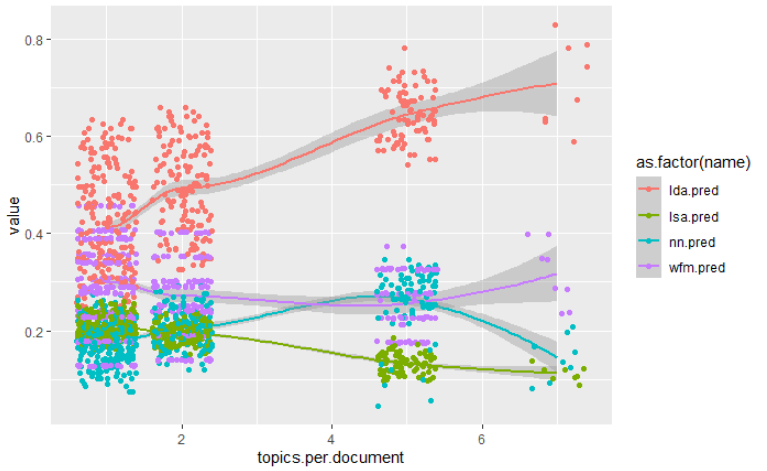 0.8
0.6
0.4
0.2
value
2
4
6
topics.per.document
as.factor(name)
lda.pred
lsa.pred
nn.pred
wfm.pred